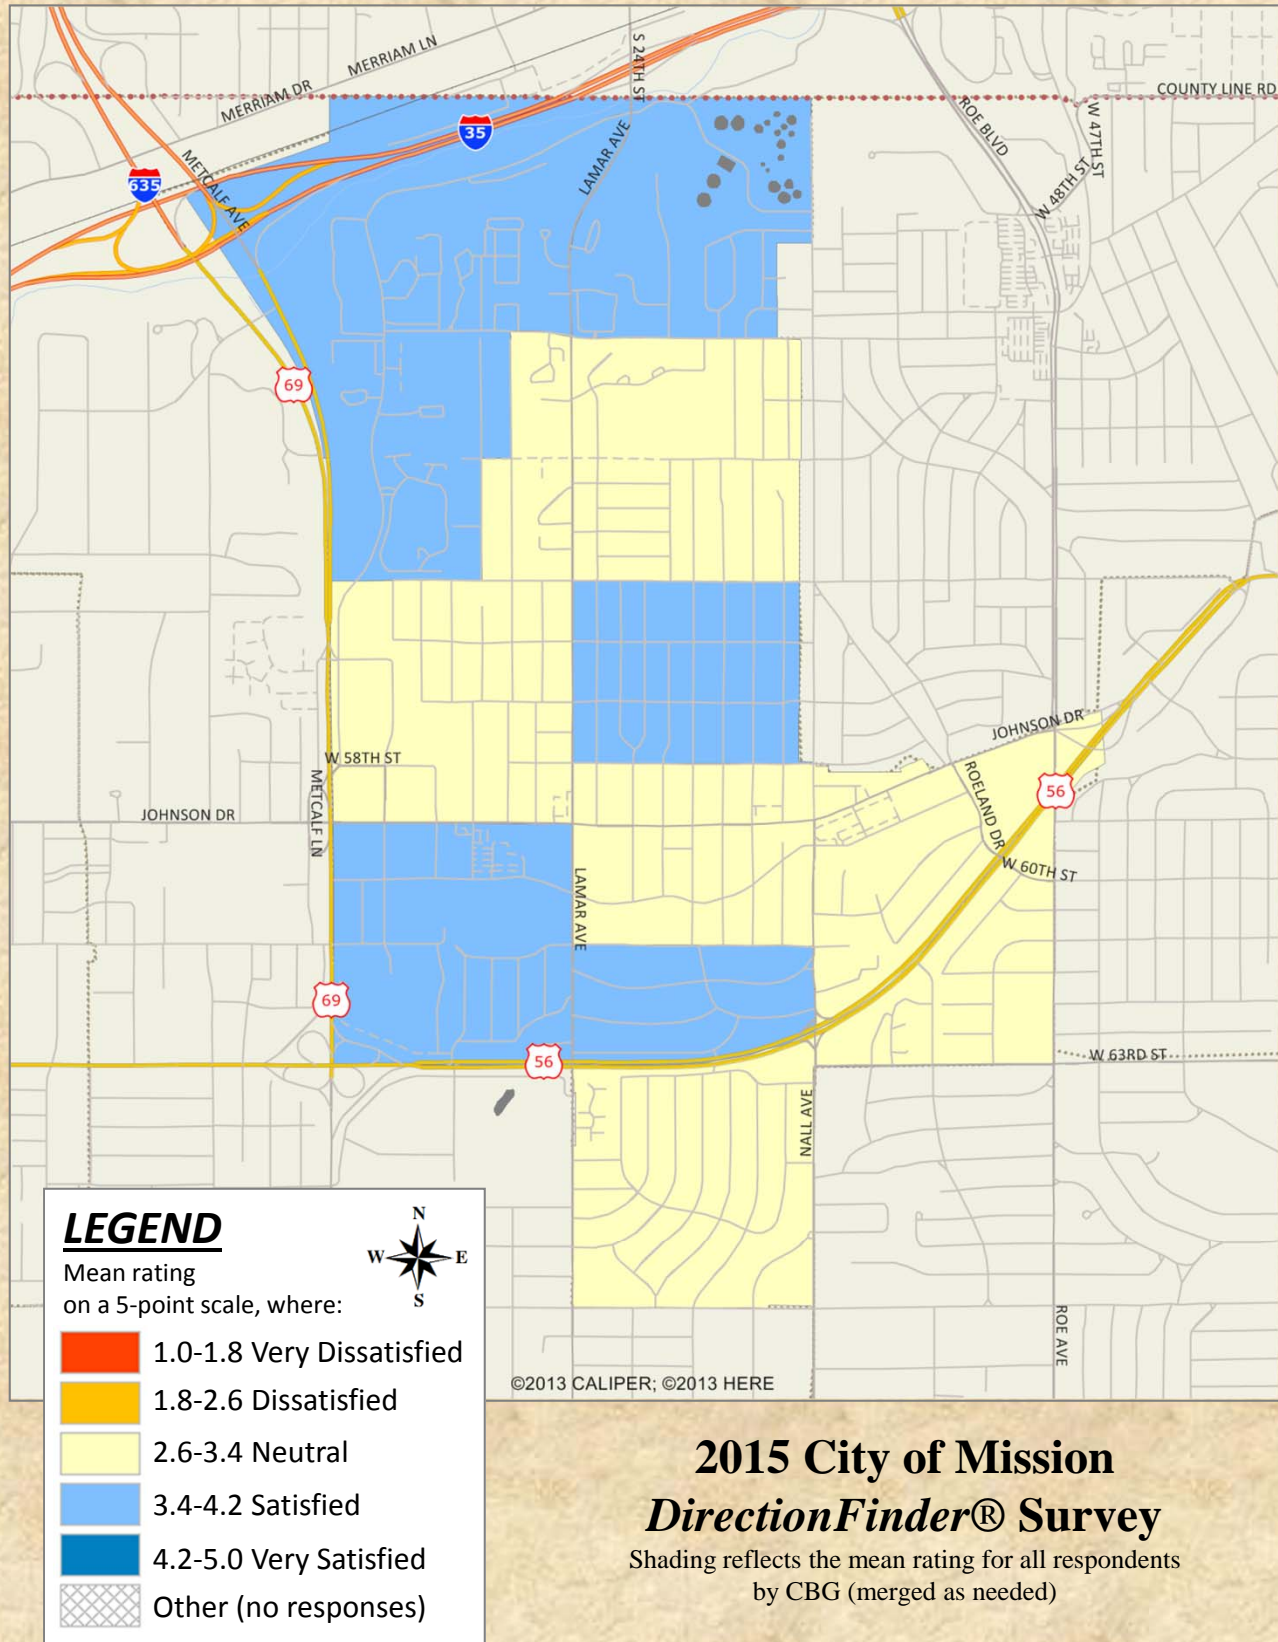 MERRIAM LN
S 24TH ST
MERRIAM DR
COUNTY LINE RD
ROE BLVD
W 47TH ST
35
LAMAR AVE
METCALF AVE
635
W 48TH ST
69
JOHNSON DR
W 58TH ST
ROELAND DR
56
METCALF LN
JOHNSON DR
W 60TH ST
LAMAR AVE
69
56
W 63RD ST
NALL AVE
ROE AVE
LEGEND
N
W E
S
Mean rating
on a 5-point scale, where:
1.0-1.8 Very Dissatisfied
1.8-2.6 Dissatisfied
2.6-3.4 Neutral
3.4-4.2 Satisfied
4.2-5.0 Very Satisfied
Other (no responses)
©2013 CALIPER; ©2013 HERE
2015 City of Mission
DirectionFinder® Survey
Shading reflects the mean rating for all respondents
by CBG (merged as needed)